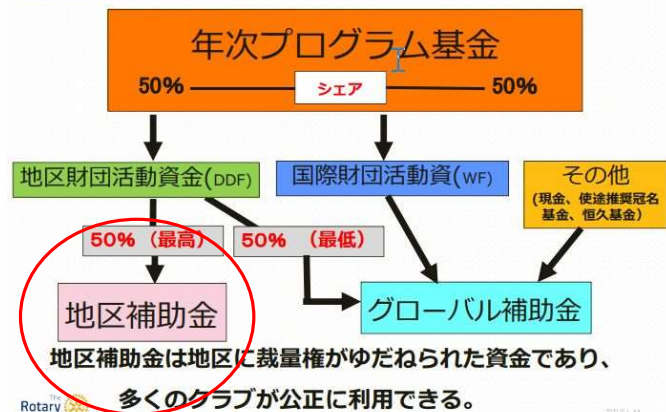 年次プログラム基金
50% シェア 50%
地区財団活動資金(DDF)
国際財団活動資(WF)
その他
(現金、使途推奨冠名
基金、恒久基金)
50% (最高)
50% (最低)
地区補助金
グローバル補助金
地区補助金は地区に裁量権がゆだねられた資金であり、
多くのクラブが公正に利用できる。
The
Rotary